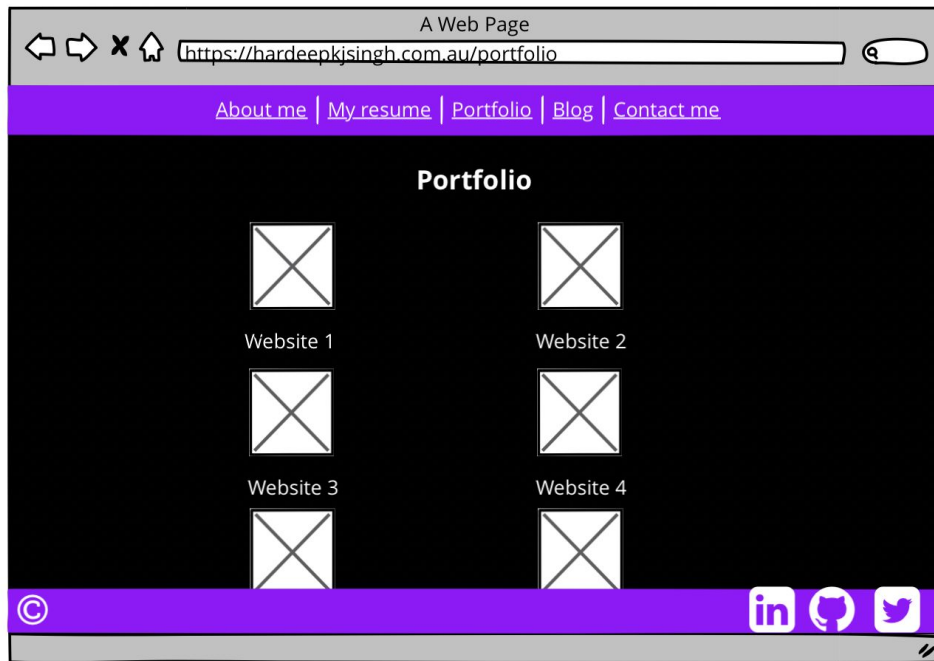 A Web Page
https://hardeepkjsingh.com.au/portfolio
About me | My resume | Portfolio | Blog | Contact me
Portfolio
Website 1 Website 2
Website 3 Website 4
© in